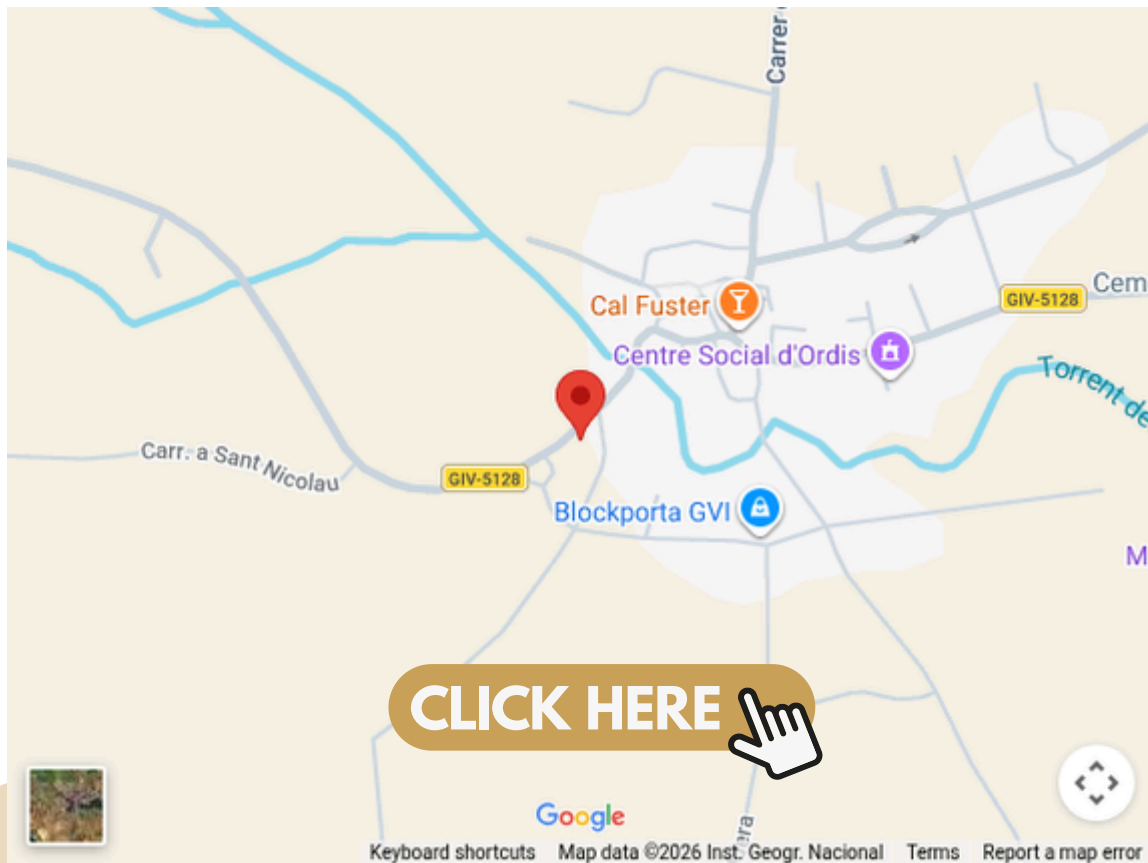 Carrer
Cal Fuster
GIV-5128
Cem
Centre Social d'Ordis
Torrent de
Carr. a Sant Nicolau
GIV-5128
Blockporta GVI
M
CLICK HERE
Google
era
Keyboard shortcuts Map data ©2026 Inst. Geogr. Nacional Terms Report a map error